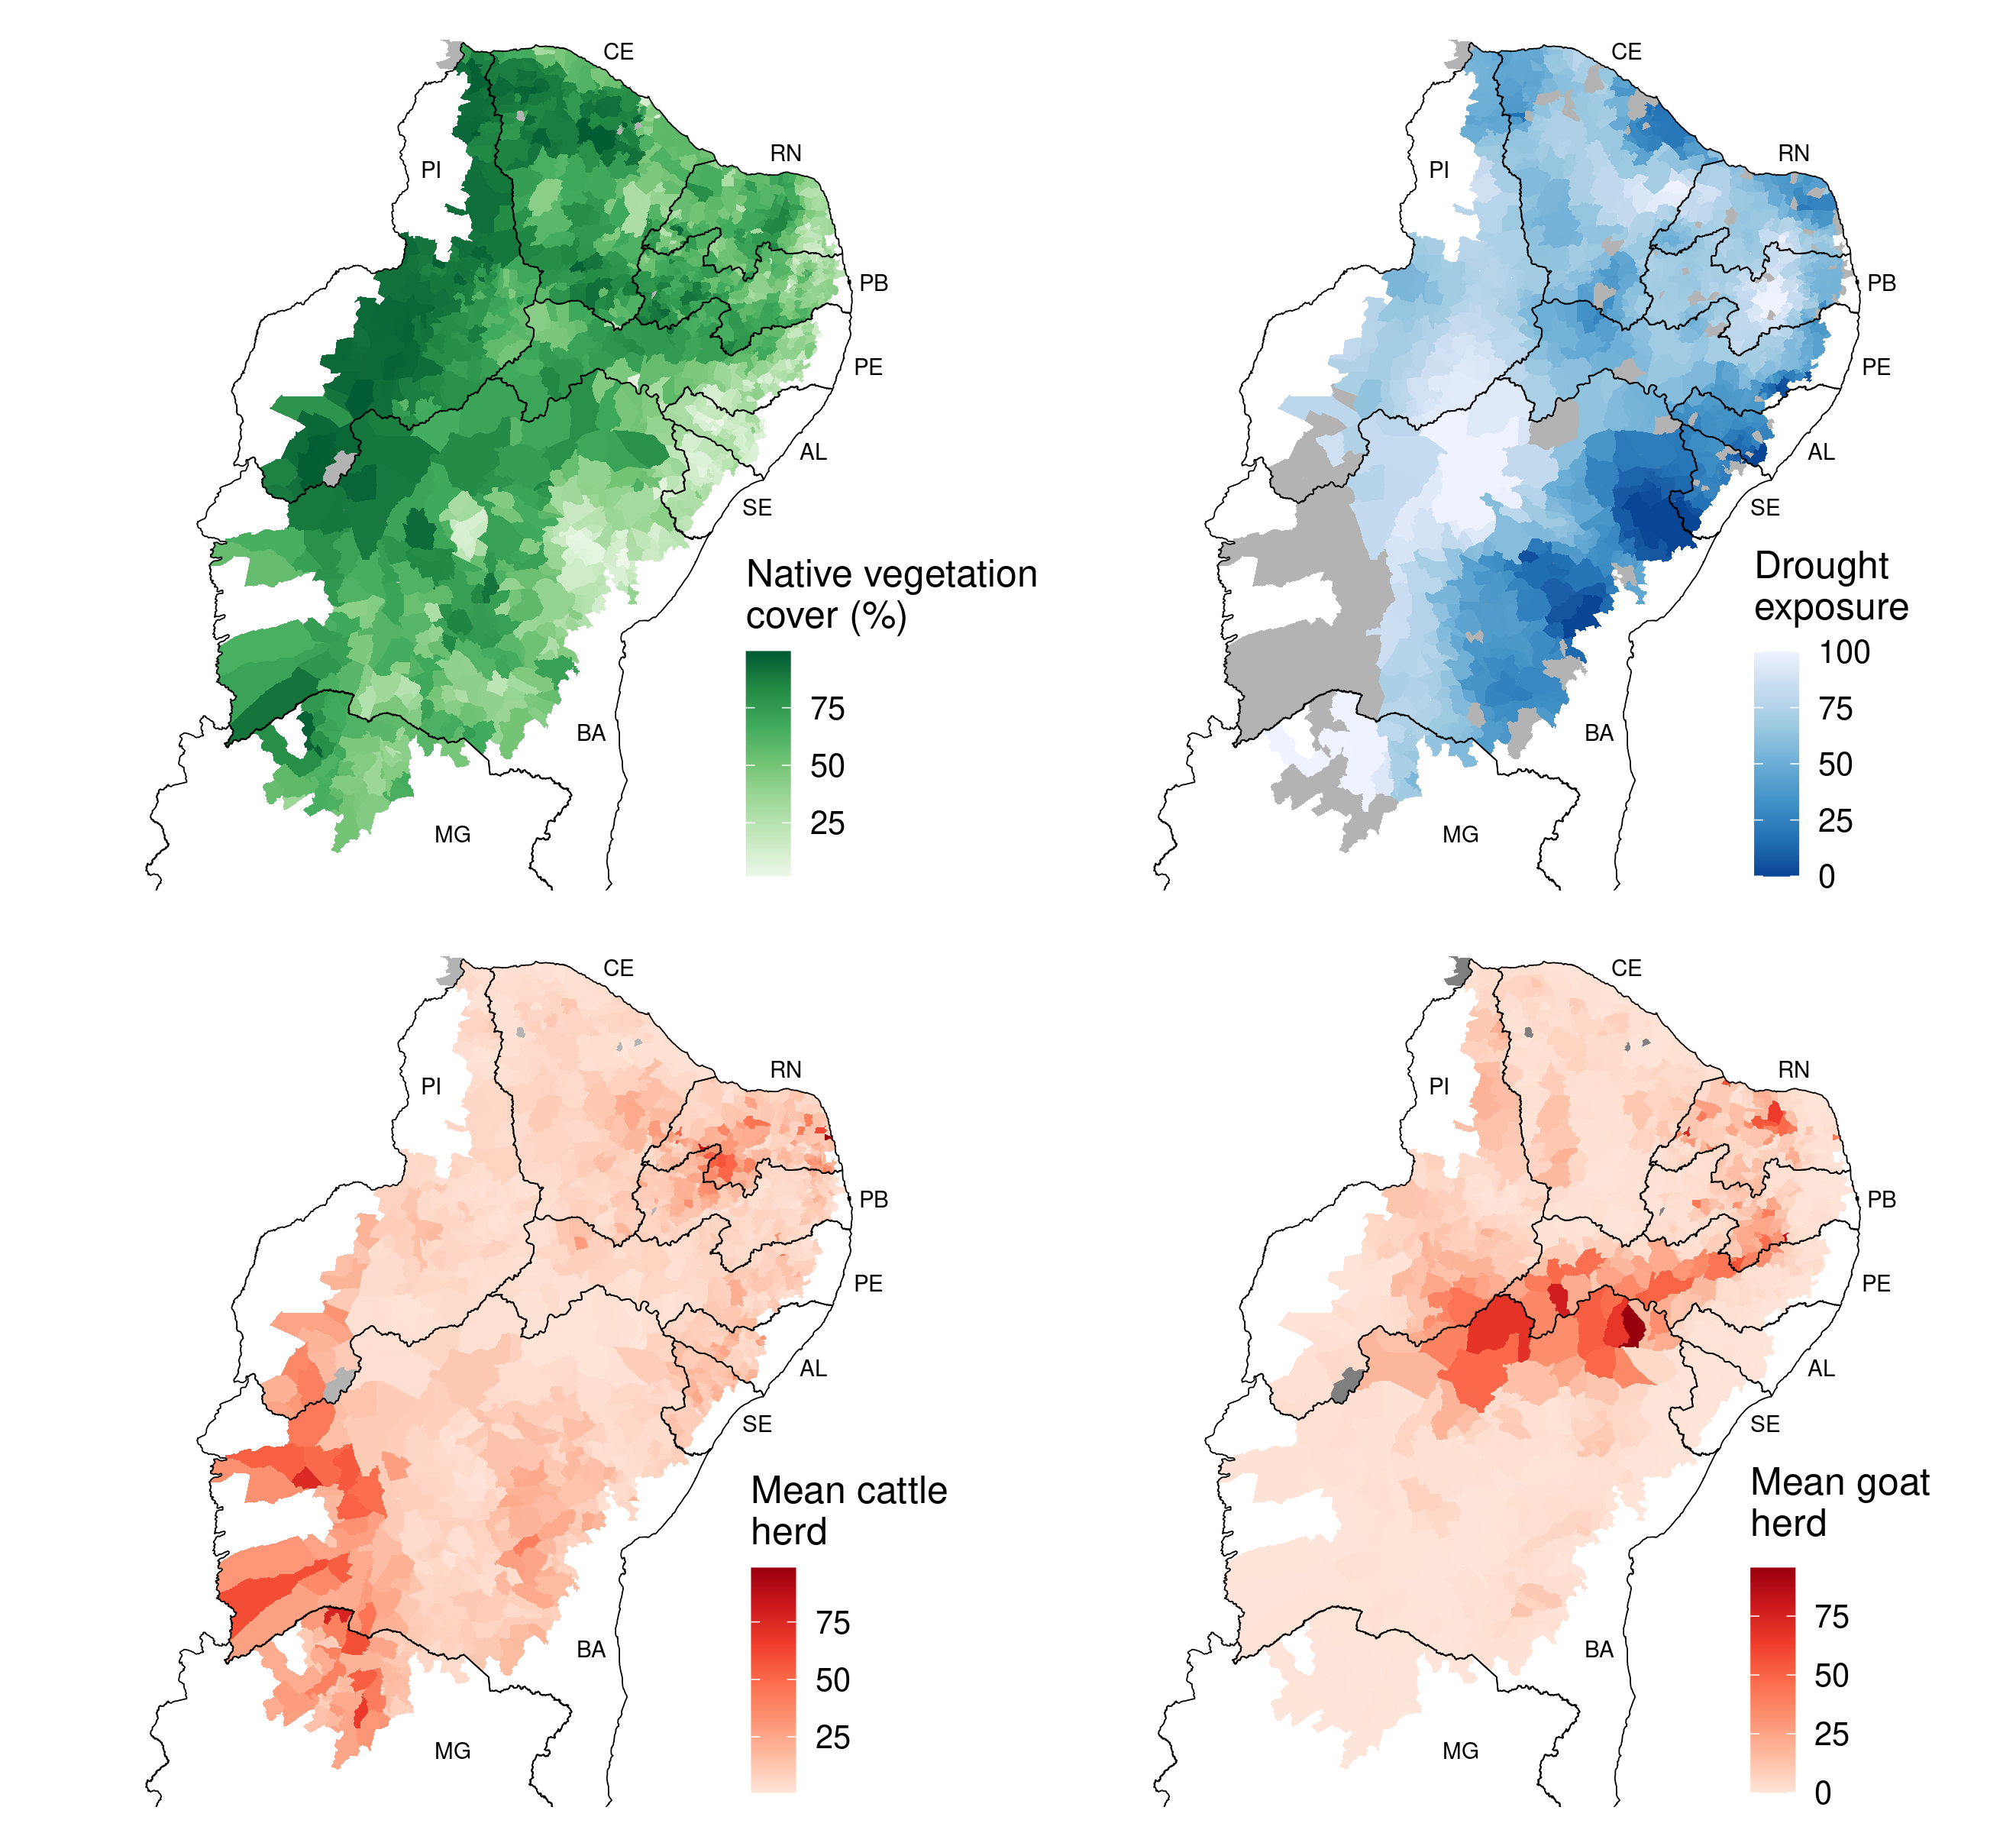 CE
RN
PI
PB
PE
AL
SE
Native vegetation
cover (%)
75
50
25
BA
MG
CE
RN
PI
PB
PE
AL
SE
Drought
exposure
100
75
50
25
0
BA
MG
CE
RN
PI
PB
PE
AL
SE
Mean cattle
herd
75
50
25
BA
MG
CE
RN
PI
PB
PE
AL
SE
Mean goat
herd
75
50
25
0
BA
MG